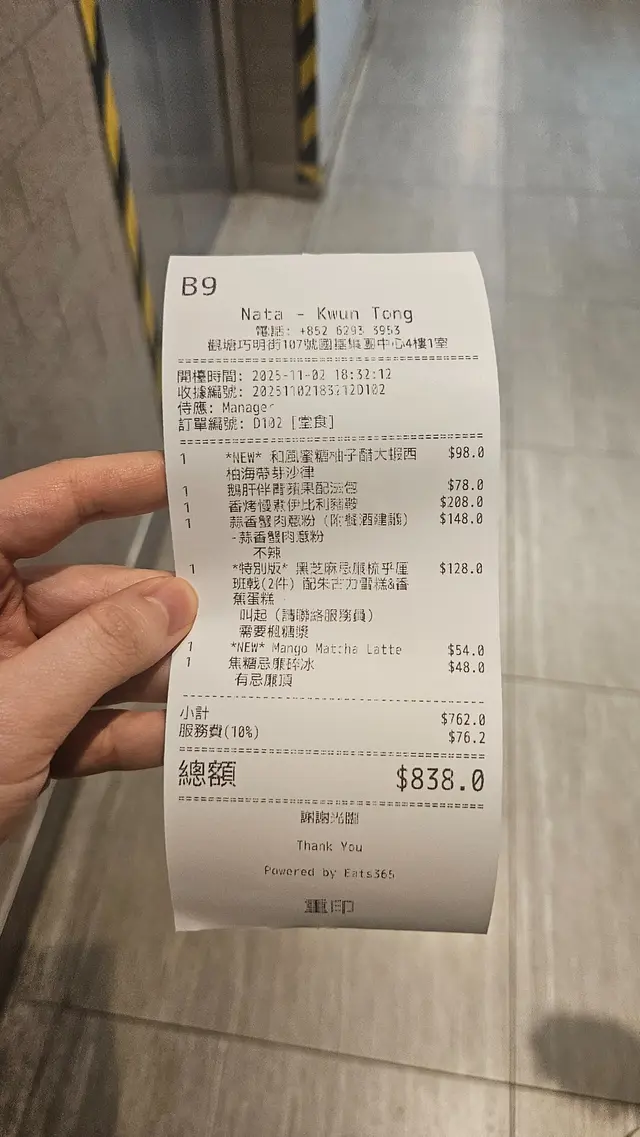 B9
Nata - Kwun Tong
電話: +852 6293 3953
觀塘巧明街107號國基集團中心4樓1室
開檯時間: 2025-11-02 18:32:12
收據編號: 20251102183212D102
侍應: Manager
訂單編號: D102 [堂食]
1 *NEW* 和風蜜糖柚子醋大蝦西 $98.0
柚海帶芽沙律
1 鵝肝伴青蘋果配法包 $78.0
1 香烤慢煮伊比利豬鞍 $208.0
1 蒜香蟹肉意粉 (附餐酒建議) $148.0
-蒜香蟹肉意粉
不辣
1 *特別版* 黑芝麻忌廉梳乎厘 $128.0
班戟(2件) 配朱古力雪糕&香
蕉蛋糕
叫起 (請聯絡服務員)
需要楓糖漿
1 *NEW* Mango Matcha Latte $54.0
1 焦糖忌廉碎冰 $48.0
有忌廉頂
小計 $762.0
服務費(10%) $76.2
總額 $838.0
謝謝光臨
Thank You
Powered by Eats365
重印